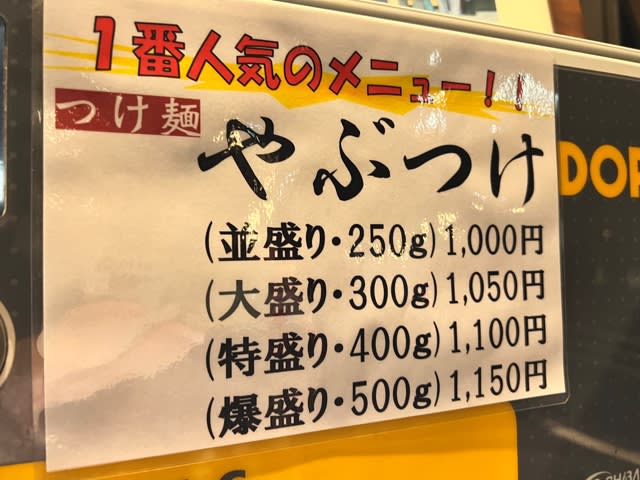 1番人気のメニュー！！
つけ麺
やぶつけ
(並盛り・250g)1,000円
(大盛り・300g)1,050円
(特盛り・400g)1,100円
(爆盛り・500g)1,150円